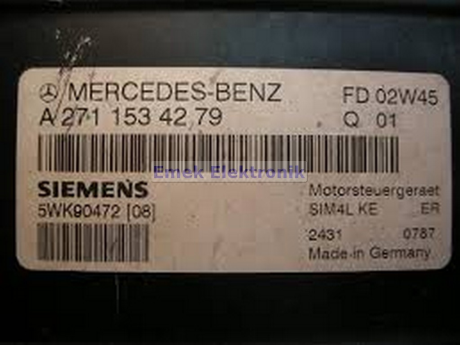 MERCEDES-BENZ FD 02W45
A 271 153 42 79 Q 01
Emek Elektronik
SIEMENS Motorsteuergeraet
5WK90472 [08] SIM4L KE ER
2431 0787
Made in Germany